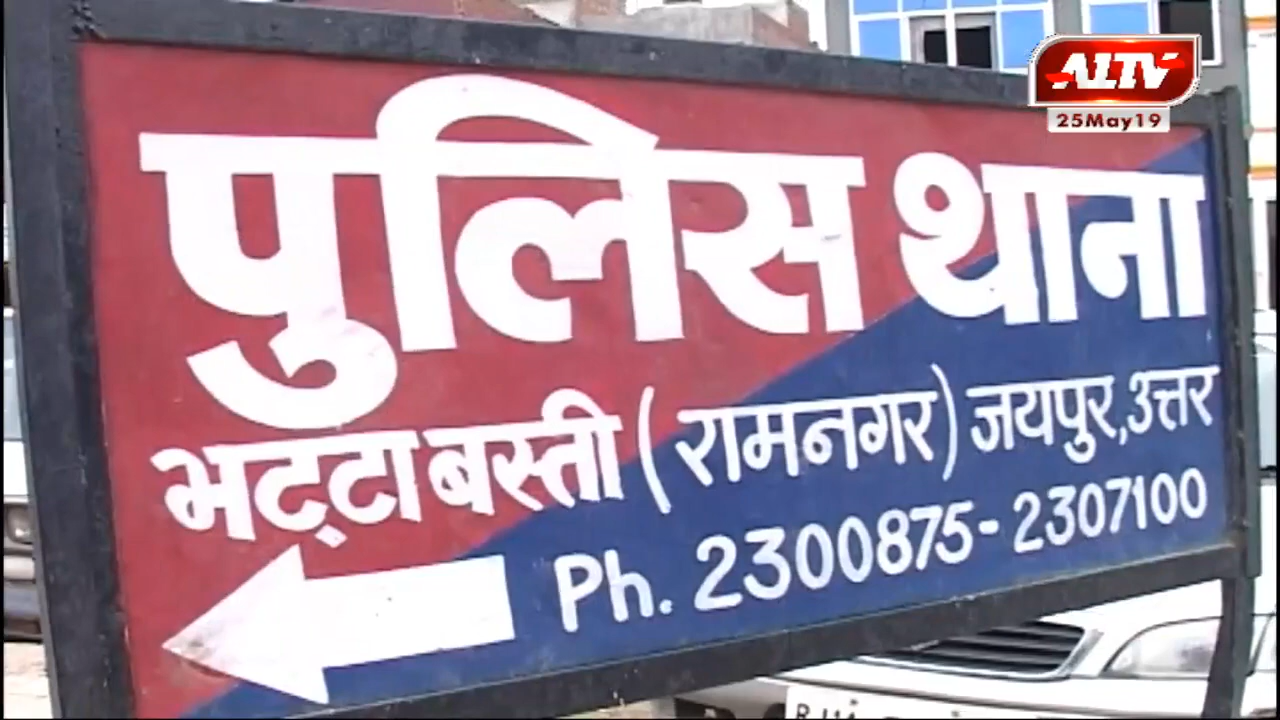 ALTV
25May19
पुलिस थाना
भट्टा बस्ती (रामनगर) जयपुर,उत्तर
Ph. 2300875-2307100